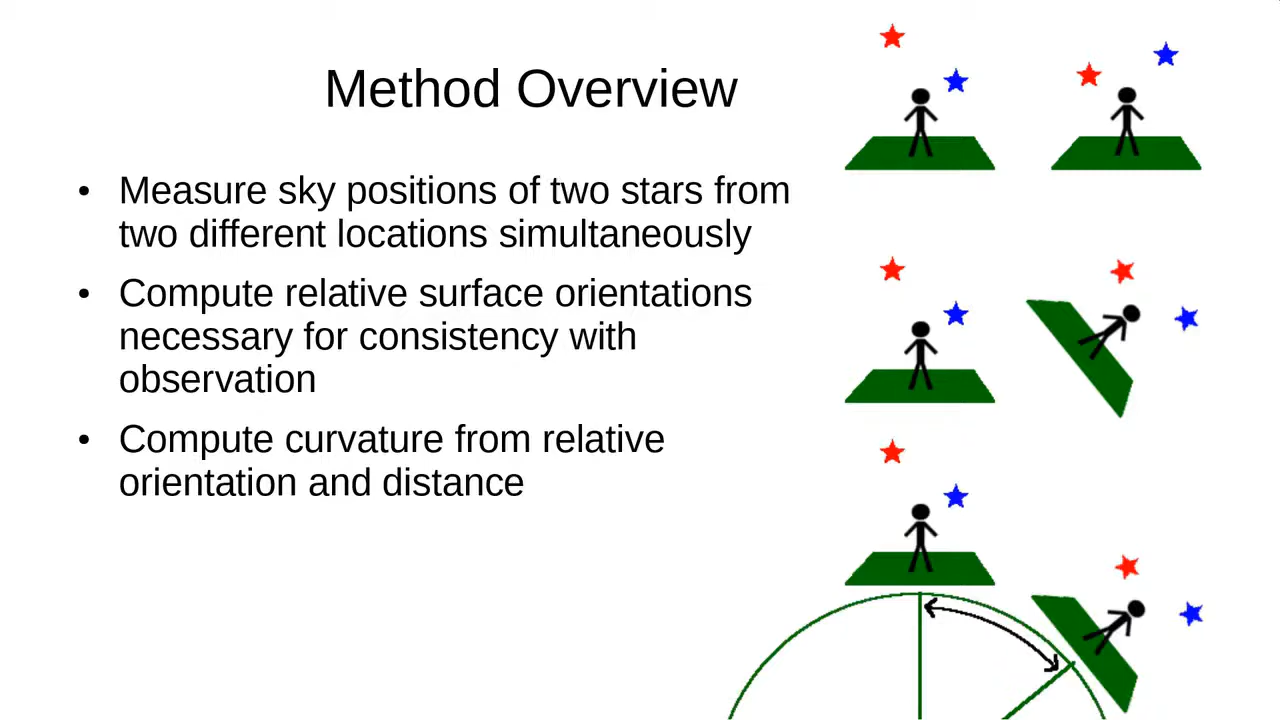 Method Overview
• Measure sky positions of two stars from
two different locations simultaneously
• Compute relative surface orientations
necessary for consistency with
observation
• Compute curvature from relative
orientation and distance